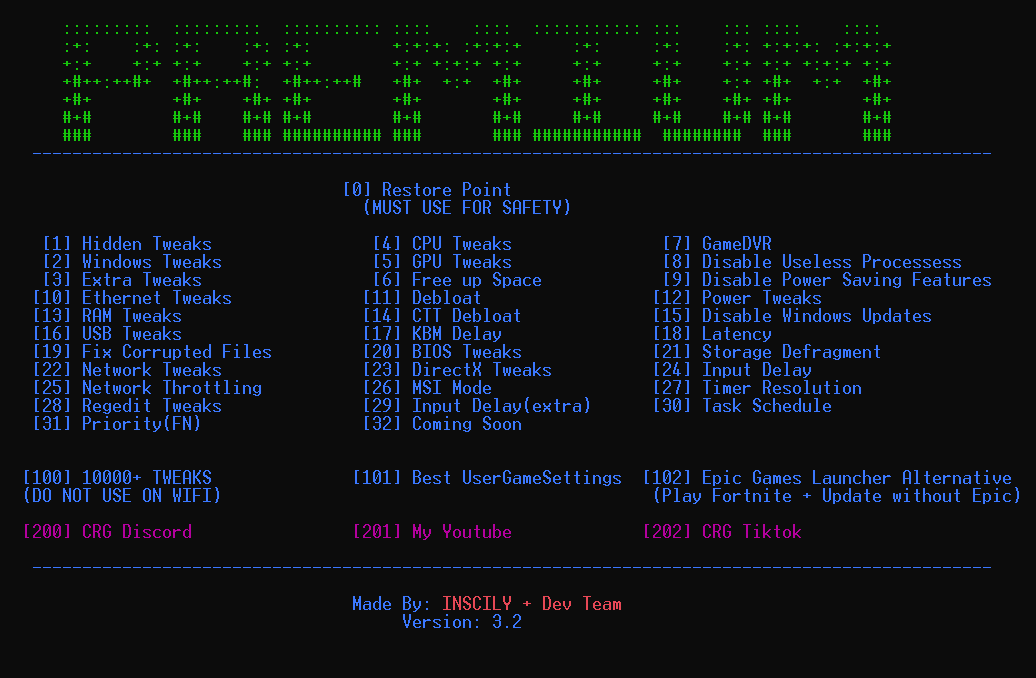 PREMIUM
[0] Restore Point
(MUST USE FOR SAFETY)
[1] Hidden Tweaks [4] CPU Tweaks [7] GameDVR
[2] Windows Tweaks [5] GPU Tweaks [8] Disable Useless Processess
[3] Extra Tweaks [6] Free up Space [9] Disable Power Saving Features
[10] Ethernet Tweaks [11] Debloat [12] Power Tweaks
[13] RAM Tweaks [14] CTT Debloat [15] Disable Windows Updates
[16] USB Tweaks [17] KBM Delay [18] Latency
[19] Fix Corrupted Files [20] BIOS Tweaks [21] Storage Defragment
[22] Network Tweaks [23] DirectX Tweaks [24] Input Delay
[25] Network Throttling [26] MSI Mode [27] Timer Resolution
[28] Regedit Tweaks [29] Input Delay(extra) [30] Task Schedule
[31] Priority(FN) [32] Coming Soon
[100] 10000+ TWEAKS [101] Best UserGameSettings [102] Epic Games Launcher Alternative
(DO NOT USE ON WIFI) (Play Fortnite + Update without Epic)
[200] CRG Discord [201] My Youtube [202] CRG Tiktok
Made By: INSCILY + Dev Team
Version: 3.2